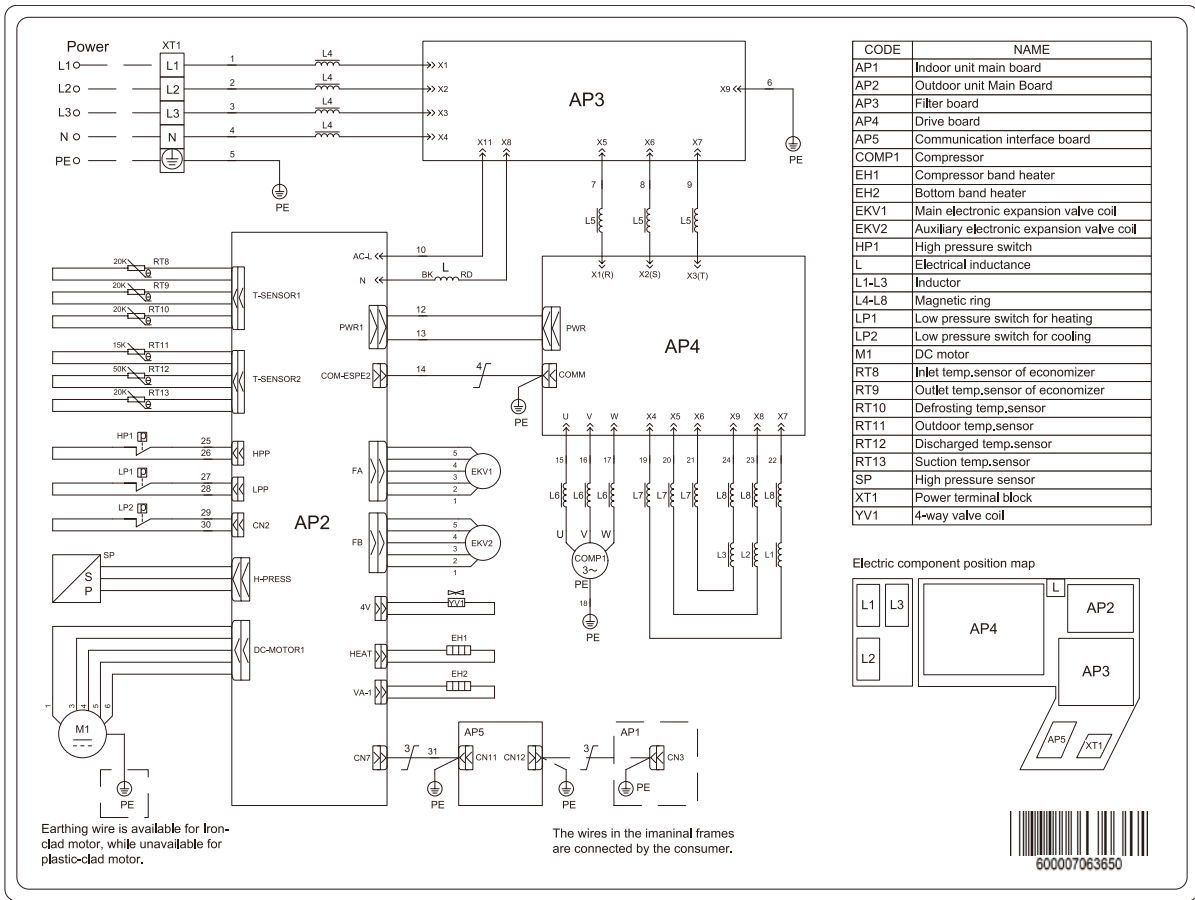 Power
XT1
L1 L1 1 L4 X1
L2 L2 2 L4 X2
L3 L3 3 L4 X3
N N 4 L4 X4
PE 5
PE
AP3
X9 6
PE
X11 X8 X5 X6 X7
7 8 9
L5 L5 L5
X1(R) X2(S) X3(T)
AC-L 10
N BK L RD
20K RT8
20K RT9
20K RT10
T-SENSOR1
15K RT11
50K RT12
20K RT13
T-SENSOR2
PWR1 12 PWR
13
COM-ESPE2 14 4 COMM
PE
AP4
U V W X4 X5 X6 X9 X8 X7
15 16 17 19 20 21 24 23 22
L6 L6 L6 L7 L7 L7 L8 L8 L8
L3 L2 L1
U V W
COMP1
3~
PE
18
PE
HP1 P 25
26 HPP
LP1 P 27
28 LPP
LP2 P 29
30 CN2
AP2
FA 5 4 3 2 1 EKV1
FB 5 4 3 2 1 EKV2
SP
S
P
H-PRESS
4V YV1
HEAT EH1
VA-1 EH2
DC-MOTOR1
1 3 4 5 6
M1
PE
CN7 3 31 CN11 AP5 CN12 3 AP1 CN3
PE PE PE
Earthing wire is available for Iron-
clad motor, while unavailable for
plastic-clad motor.
The wires in the imaninal frames
are connected by the consumer.
CODE NAME
AP1 Indoor unit main board
AP2 Outdoor unit Main Board
AP3 Filter board
AP4 Drive board
AP5 Communication interface board
COMP1 Compressor
EH1 Compressor band heater
EH2 Bottom band heater
EKV1 Main electronic expansion valve coil
EKV2 Auxiliary electronic expansion valve coil
HP1 High pressure switch
L Electrical inductance
L1-L3 Inductor
L4-L8 Magnetic ring
LP1 Low pressure switch for heating
LP2 Low pressure switch for cooling
M1 DC motor
RT8 Inlet temp.sensor of economizer
RT9 Outlet temp.sensor of economizer
RT10 Defrosting temp.sensor
RT11 Outdoor temp.sensor
RT12 Discharged temp.sensor
RT13 Suction temp.sensor
SP High pressure sensor
XT1 Power terminal block
YV1 4-way valve coil
Electric component position map
L1 L3 L2 AP4 L AP2 AP3 AP5 XT1
600007063650